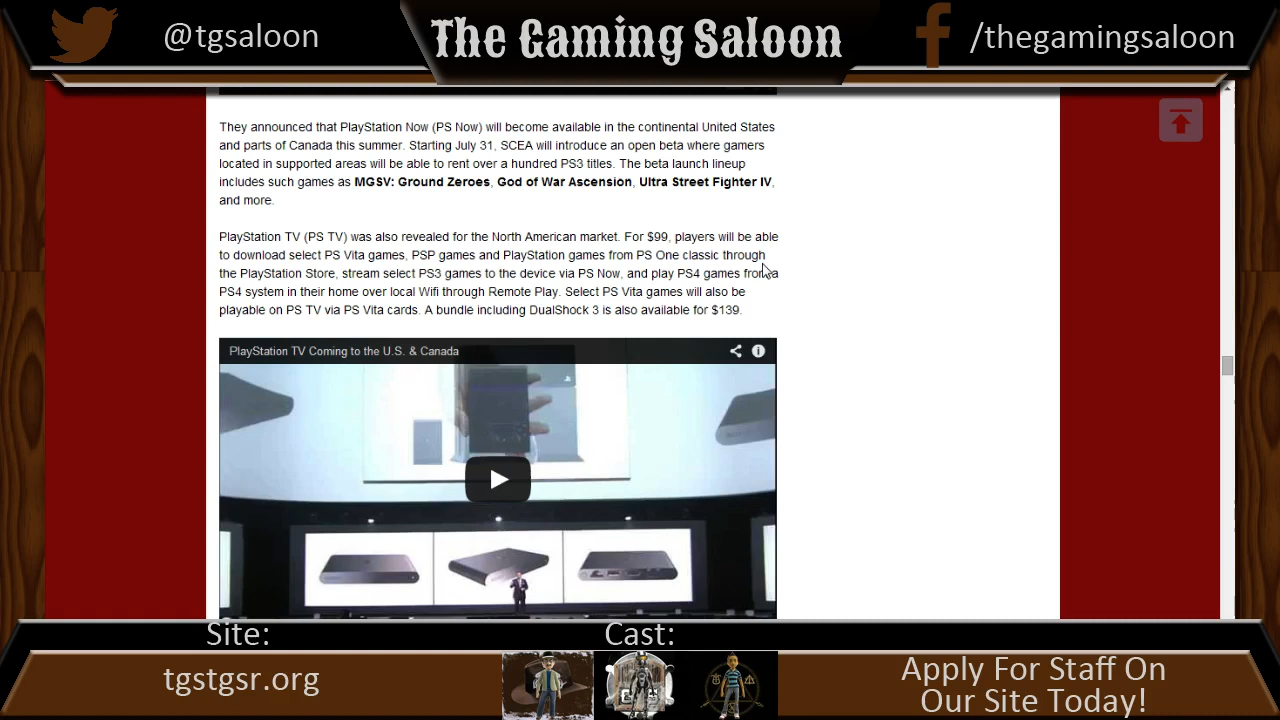 @tgsaloon
The Gaming Saloon
/thegamingsaloon
They announced that PlayStation Now (PS Now) will become available in the continental United States
and parts of Canada this summer. Starting July 31, SCEA will introduce an open beta where gamers
located in supported areas will be able to rent over a hundred PS3 titles. The beta launch lineup
includes such games as MGSV: Ground Zeroes, God of War Ascension, Ultra Street Fighter IV,
and more.
PlayStation TV (PS TV) was also revealed for the North American market. For $99, players will be able
to download select PS Vita games, PSP games and PlayStation games from PS One classic through
the PlayStation Store, stream select PS3 games to the device via PS Now, and play PS4 games from a
PS4 system in their home over local Wifi through Remote Play. Select PS Vita games will also be
playable on PS TV via PS Vita cards. A bundle including DualShock 3 is also available for $139.
PlayStation TV Coming to the U.S. & Canada
Site:
tgstgsr.org
Cast:
Apply For Staff On
Our Site Today!